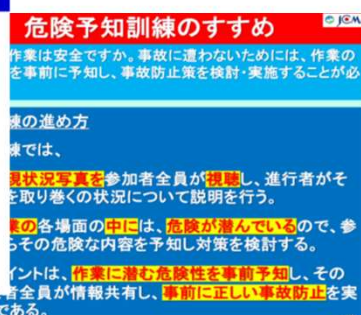 危険予知訓練のすすめ
JCMA
作業は安全ですか。事故に遭わないためには、作業の
を事前に予知し、事故防止策を検討・実施することが必
練の進め方
練では、
現状況写真を参加者全員が視聴し、進行者がそ
を取り巻くの状況について説明を行う。
業の各場面の中には、危険が潜んでいるので、参
らその危険な内容を予知し対策を検討する。
イントは、作業に潜む危険性を事前予知し、その
者全員が情報共有し、事前に正しい事故防止を実
である。